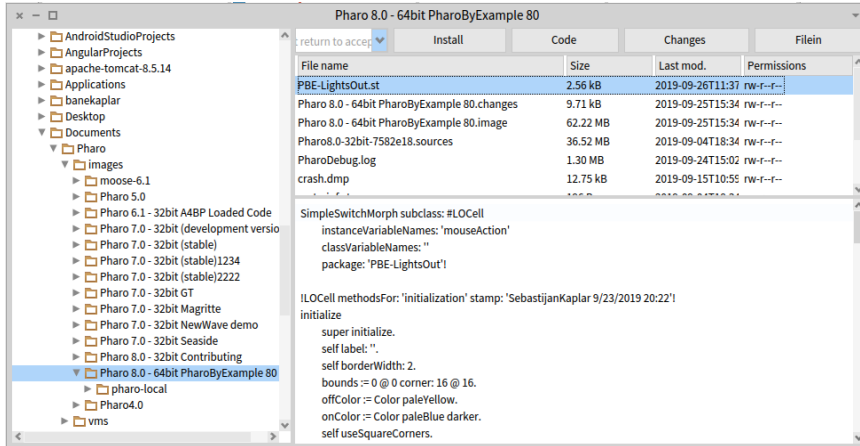 Pharo 8.0 - 64bit PharoByExample 80
AndroidStudioProjects
AngularProjects
apache-tomcat-8.5.14
Applications
banekaplar
Desktop
Documents
Pharo
images
moose-6.1
Pharo 5.0
Pharo 6.1 - 32bit A4BP Loaded Code
Pharo 7.0 - 32bit (development versio
Pharo 7.0 - 32bit (stable)
Pharo 7.0 - 32bit (stable)1234
Pharo 7.0 - 32bit (stable)2222
Pharo 7.0 - 32bit GT
Pharo 7.0 - 32bit Magritte
Pharo 7.0 - 32bit NewWave demo
Pharo 7.0 - 32bit Seaside
Pharo 8.0 - 32bit Contributing
Pharo 8.0 - 64bit PharoByExample 80
pharo-local
Pharo4.0
vms
return to accep Install Code Changes Filein
File name Size Last mod. Permissions
PBE-LightsOut.st 2.56 kB 2019-09-26T11:37 rw-r--r--
Pharo 8.0 - 64bit PharoByExample 80.changes 9.71 kB 2019-09-25T15:34 rw-r--r--
Pharo 8.0 - 64bit PharoByExample 80.image 62.22 MB 2019-09-25T15:34 rw-r--r--
Pharo8.0-32bit-7582e18.sources 36.52 MB 2019-09-04T18:34 rw-r--r--
PharoDebug.log 1.30 MB 2019-09-24T15:02 rw-r--r--
crash.dmp 12.75 kB 2019-09-15T10:59 rw-r--r--
SimpleSwitchMorph subclass: #LOCell
instanceVariableNames: 'mouseAction'
classVariableNames: ''
package: 'PBE-LightsOut'!
!LOCell methodsFor: 'initialization' stamp: 'SebastijanKaplar 9/23/2019 20:22'!
initialize
super initialize.
self label: ''.
self borderWidth: 2.
bounds := 0 @ 0 corner: 16 @ 16.
offColor := Color paleYellow.
onColor := Color paleBlue darker.
self useSquareCorners.